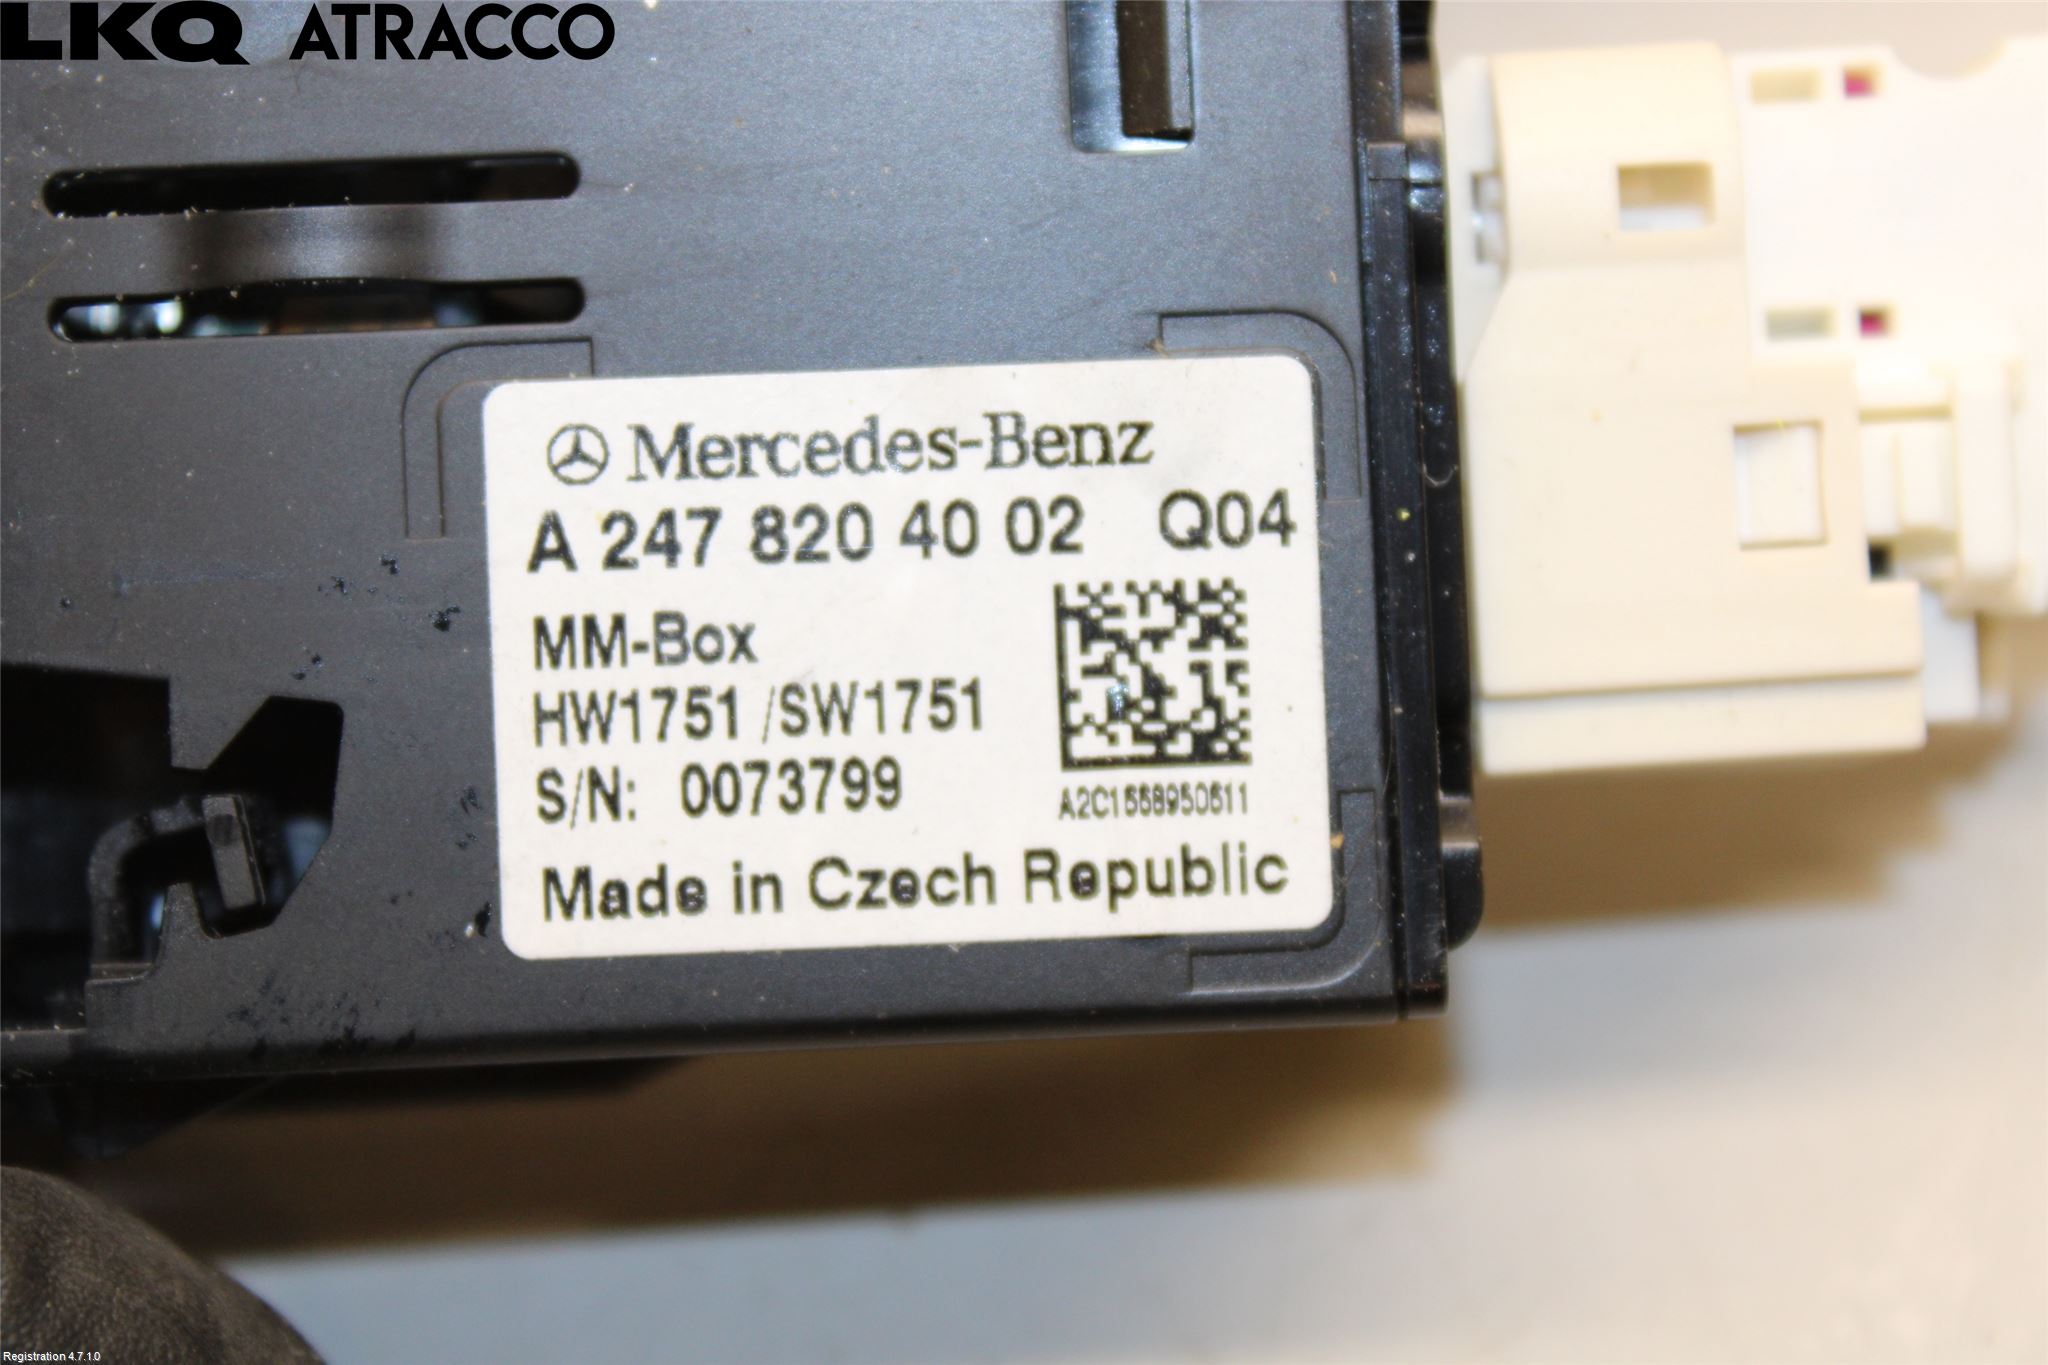 LKQ ATRACCO
Mercedes-Benz
A 247 820 40 02 Q04
MM-Box
HW1751 /SW1751
S/N: 0073799
Made in Czech Republic
Registration 4.7.1.0